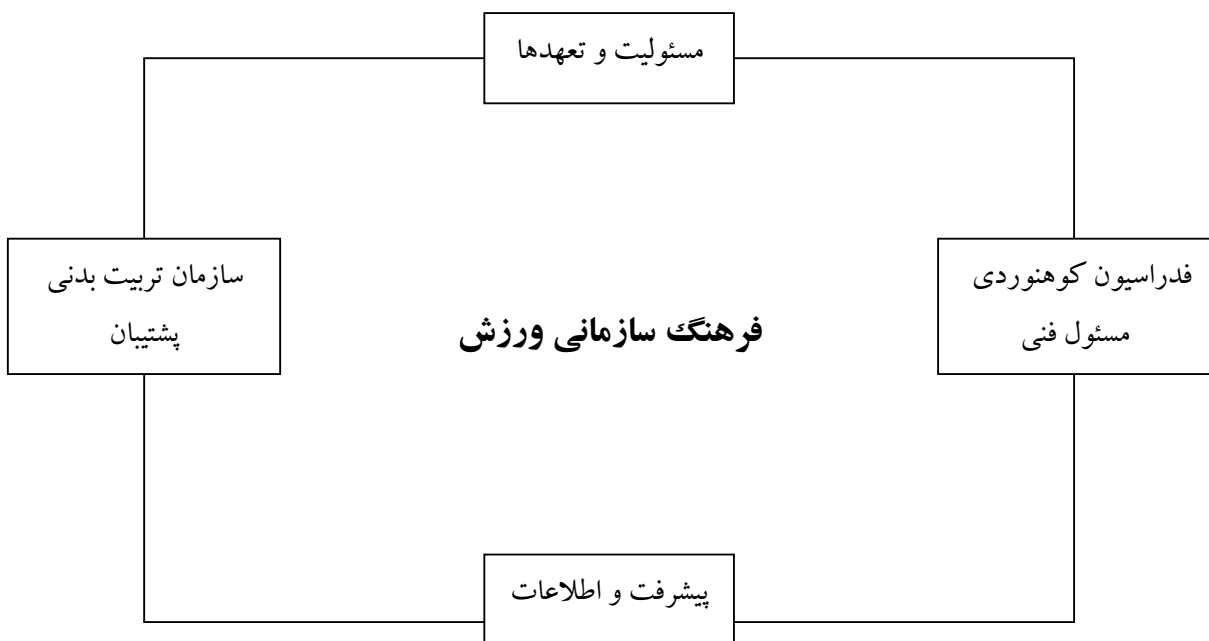 مسئولیت و تعهدها
فدراسیون کوهنوردی
مسئول فنی
فرهنگ سازمانی ورزش
سازمان تربیت بدنی
پشتیبان
پیشرفت و اطلاعات